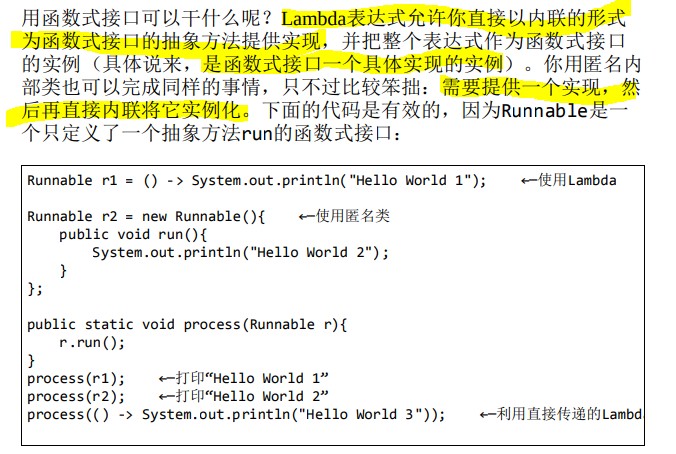 用函数式接口可以干什么呢？Lambda表达式允许你直接以内联的形式
为函数式接口的抽象方法提供实现，并把整个表达式作为函数式接口
的实例（具体说来，是函数式接口一个具体实现的实例）。你用匿名内
部类也可以完成同样的事情，只不过比较笨拙：需要提供一个实现，然
后再直接内联将它实例化。下面的代码是有效的，因为Runnable是一
个只定义了一个抽象方法run的函数式接口：
Runnable r1 = () -> System.out.println("Hello World 1"); ←使用Lambda
Runnable r2 = new Runnable(){ ←使用匿名类
public void run(){
System.out.println("Hello World 2");
}
};
public static void process(Runnable r){
r.run();
}
process(r1); ←打印“Hello World 1”
process(r2); ←打印“Hello World 2”
process(() -> System.out.println("Hello World 3")); ←利用直接传递的Lambd